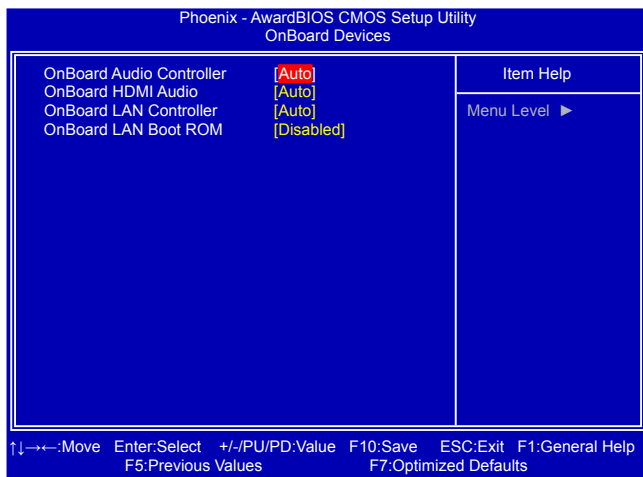 Phoenix - AwardBIOS CMOS Setup Utility
OnBoard Devices
OnBoard Audio Controller [Auto]
OnBoard HDMI Audio [Auto]
OnBoard LAN Controller [Auto]
OnBoard LAN Boot ROM [Disabled]
Item Help
Menu Level ►
↑↓→←:Move Enter:Select +/-/PU/PD:Value F10:Save ESC:Exit F1:General Help
F5:Previous Values F7:Optimized Defaults